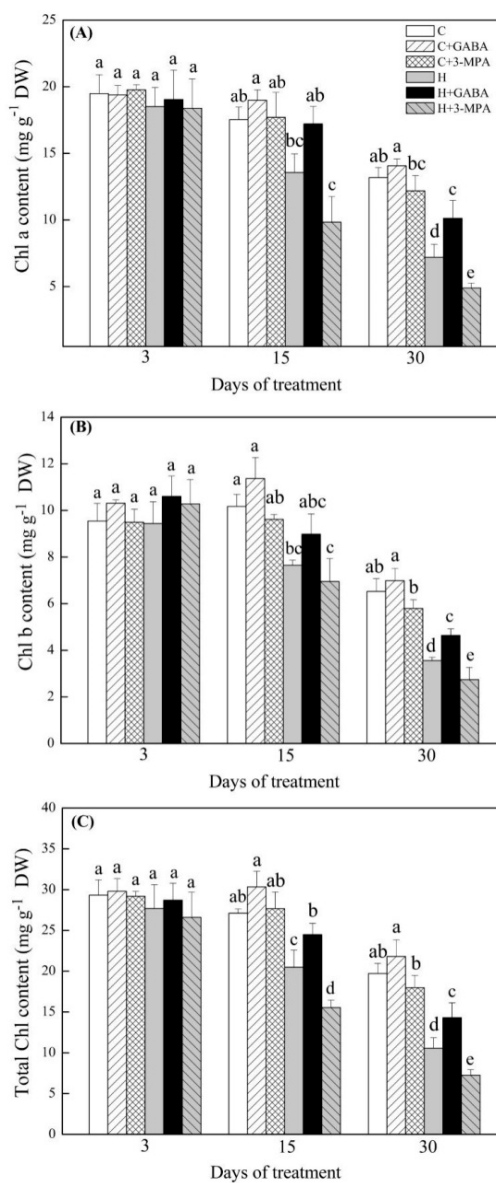 (A)
C
C+GABA
C+3-MPA
H
H+GABA
H+3-MPA
Chl a content (mg g-1 DW)
25
20
15
10
5
a a a a a a
ab a ab bc ab c
ab a bc d c e
3 15 30
Days of treatment
(B)
Chl b content (mg g-1 DW)
14
12
10
8
6
4
2
0
a a a a a a
a a ab bc abc c
ab a b d c e
3 15 30
Days of treatment
(C)
Total Chl content (mg g-1 DW)
40
35
30
25
20
15
10
5
0
a a a a a a
ab a ab c b d
ab a b d c e
3 15 30
Days of treatment